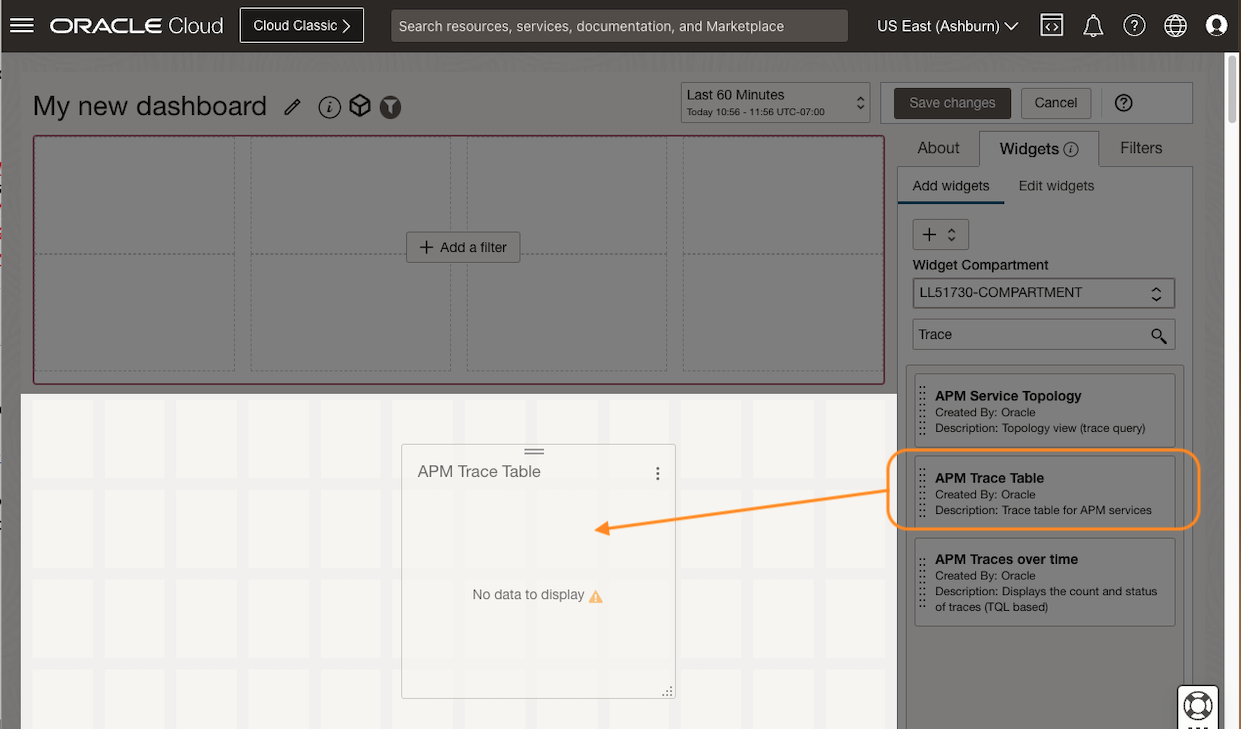 ORACLE Cloud
Cloud Classic
Search resources, services, documentation, and Marketplace
US East (Ashburn)
My new dashboard
Last 60 Minutes
Today 10:56 - 11:56 UTC-07:00
Save changes
Cancel
About
Widgets
Filters
Add widgets
Edit widgets
+ Add a filter
Widget Compartment
LL51730-COMPARTMENT
Trace
APM Service Topology
Created By: Oracle
Description: Topology view (trace query)
APM Trace Table
Created By: Oracle
Description: Trace table for APM services
APM Traces over time
Created By: Oracle
Description: Displays the count and status
of traces (TQL based)
APM Trace Table
No data to display